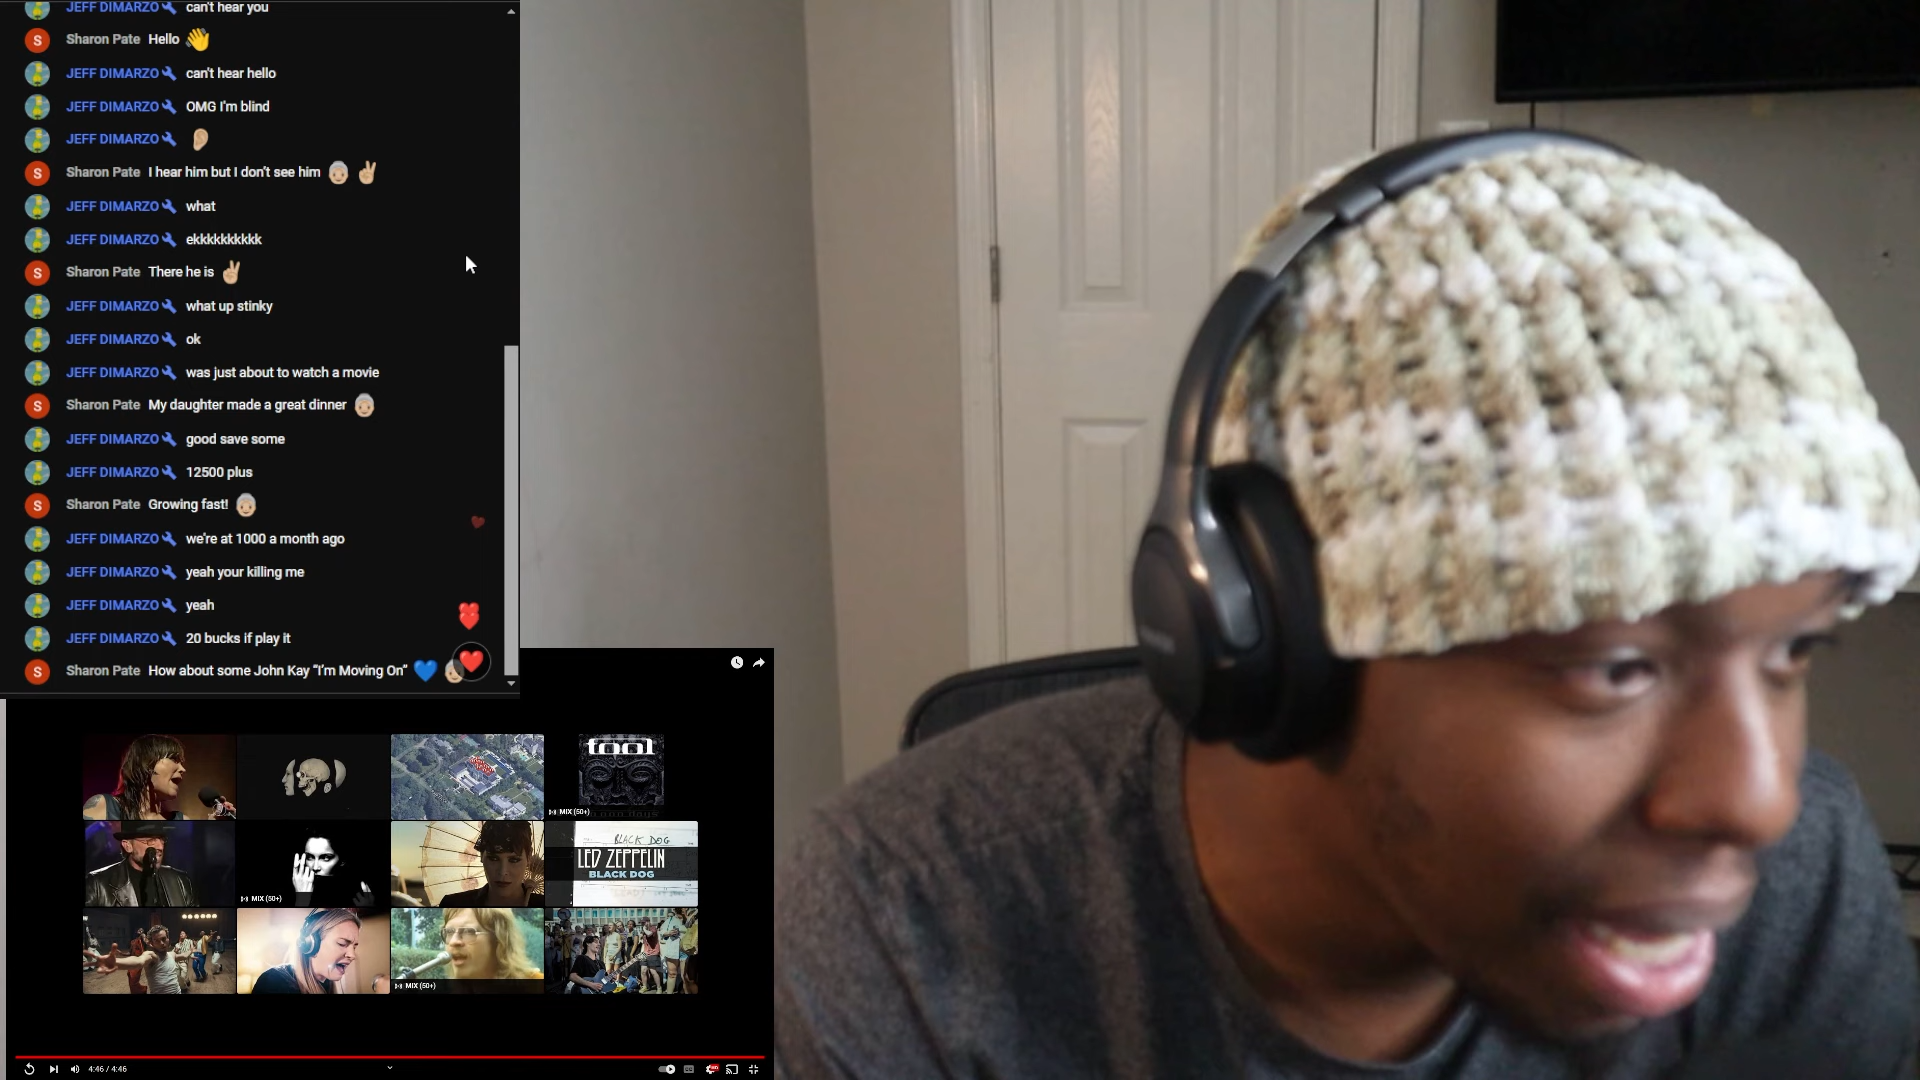 JEFF DIMARZO can't hear you
S Sharon Pate Hello
JEFF DIMARZO can't hear hello
JEFF DIMARZO OMG I'm blind
JEFF DIMARZO
S Sharon Pate I hear him but I don't see him
JEFF DIMARZO what
JEFF DIMARZO ekkkkkkkkkk
S Sharon Pate There he is
JEFF DIMARZO what up stinky
JEFF DIMARZO ok
JEFF DIMARZO was just about to watch a movie
S Sharon Pate My daughter made a great dinner
JEFF DIMARZO good save some
JEFF DIMARZO 12500 plus
S Sharon Pate Growing fast!
JEFF DIMARZO we're at 1000 a month ago
JEFF DIMARZO yeah your killing me
JEFF DIMARZO yeah
JEFF DIMARZO 20 bucks if play it
S Sharon Pate How about some John Kay “I'm Moving On”
tool
MIX (50+)
BLACK DOG
LED ZEPPELIN
BLACK DOG
MIX (50+)
MIX (50+)
4:46 / 4:46